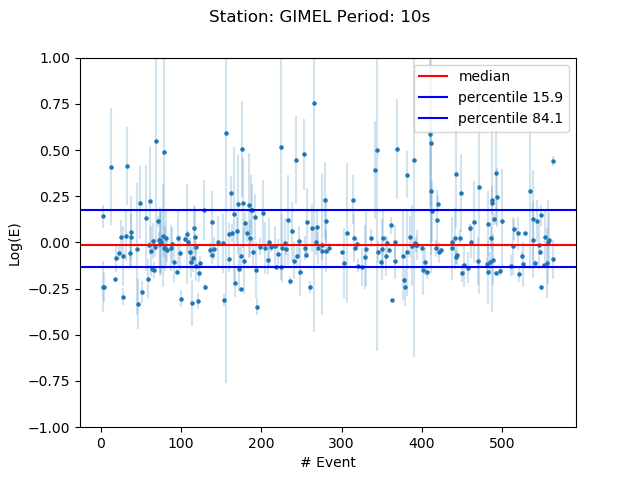 Station: GIMEL Period: 10s
median
percentile 15.9
percentile 84.1
Log(E)
1.00
0.75
0.50
0.25
0.00
−0.25
−0.50
−0.75
−1.00
0
100
200
300
400
500
# Event